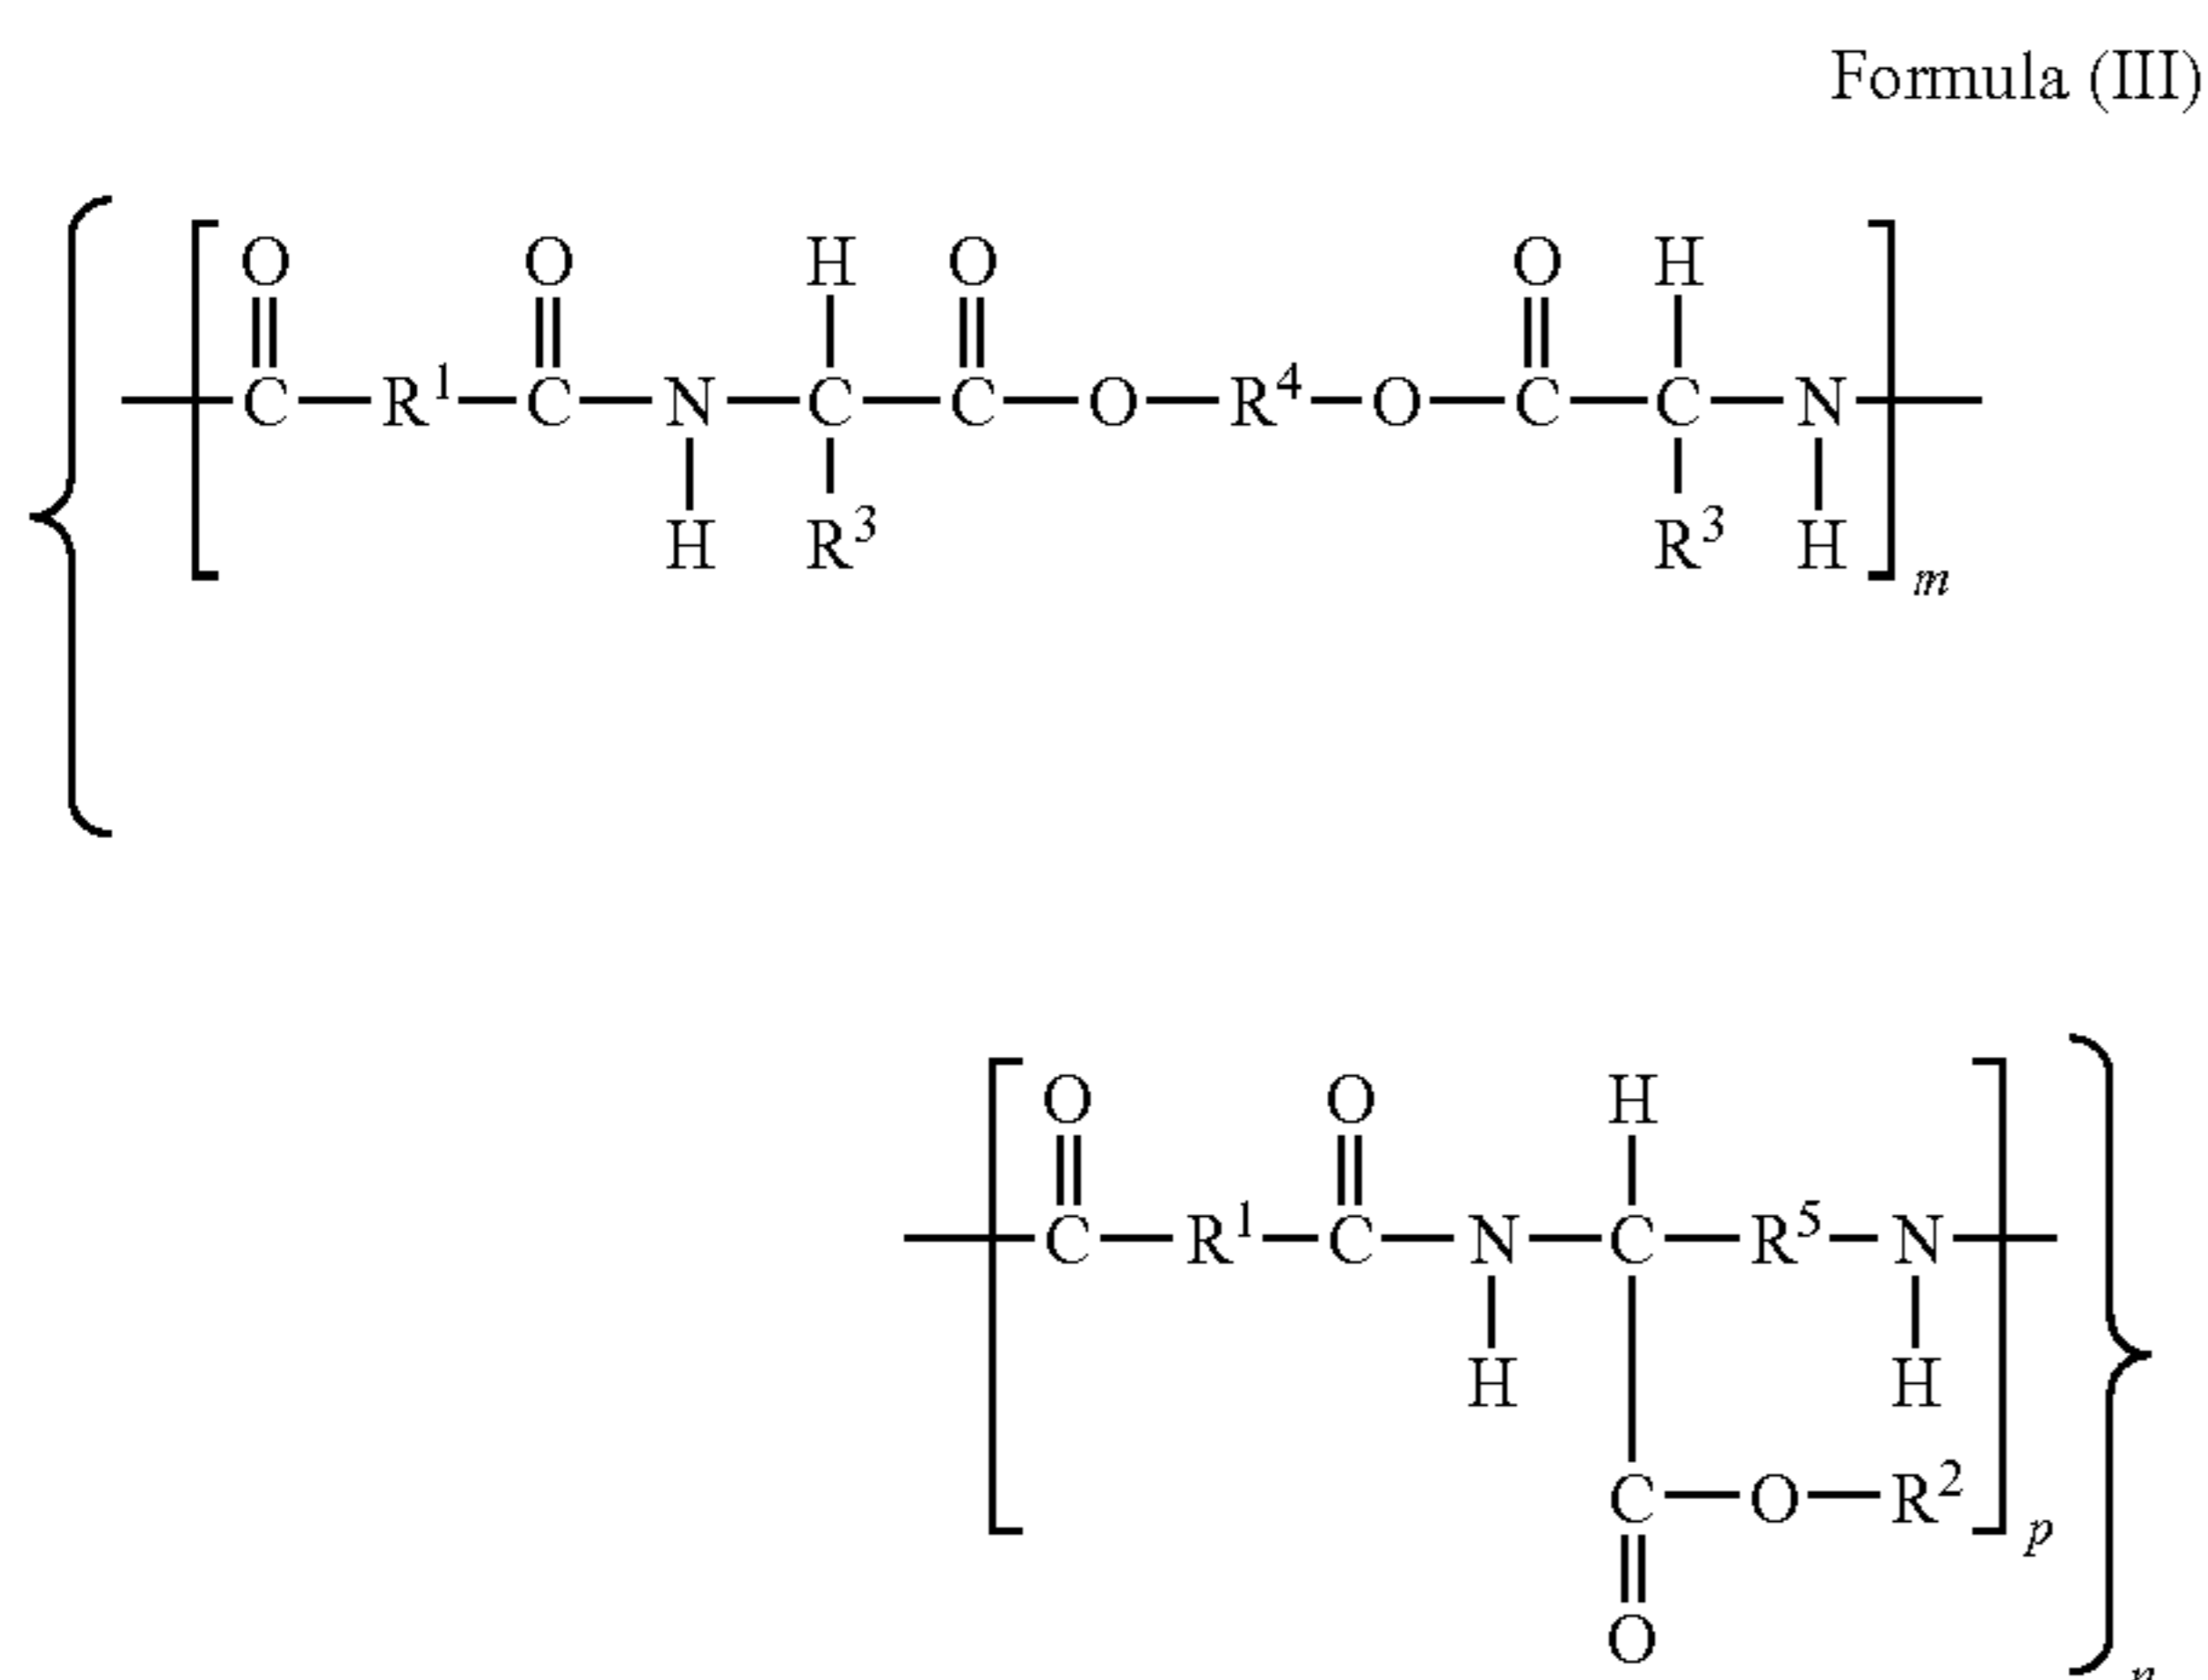 Formula (III)
O O H O O H
C R¹ C N C C O R⁴ O C C N
H R³ R³ H
m
O O H
C R¹ C N C R⁵ N
H H
C O R²
p
O
n